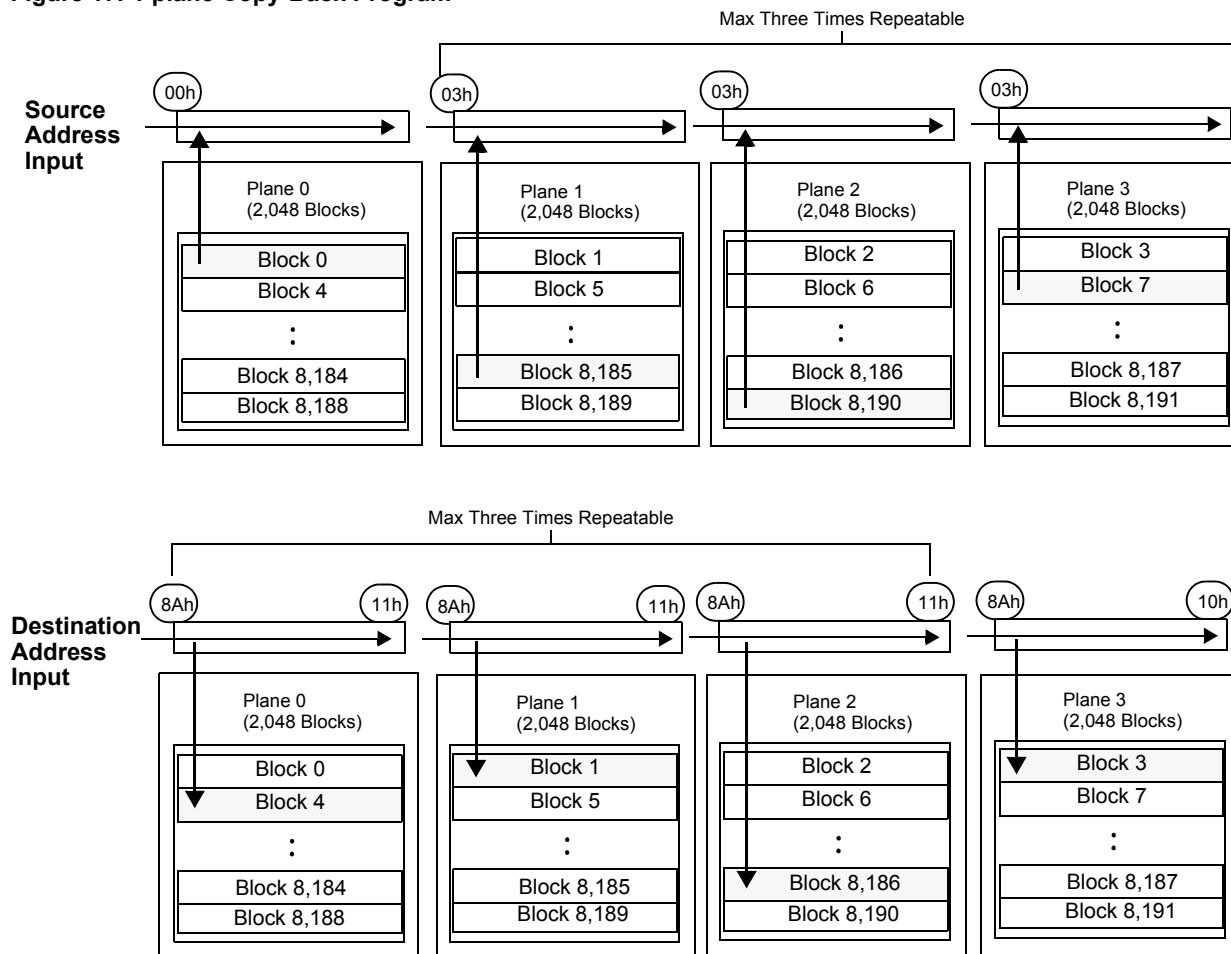 Max Three Times Repeatable
00h
03h
03h
03h
Source
Address
Input
Plane 0
(2,048 Blocks)
Block 0
Block 4
:
Block 8,184
Block 8,188
Plane 1
(2,048 Blocks)
Block 1
Block 5
:
Block 8,185
Block 8,189
Plane 2
(2,048 Blocks)
Block 2
Block 6
:
Block 8,186
Block 8,190
Plane 3
(2,048 Blocks)
Block 3
Block 7
:
Block 8,187
Block 8,191
Max Three Times Repeatable
8Ah
11h
8Ah
11h
8Ah
11h
8Ah
10h
Destination
Address
Input
Plane 0
(2,048 Blocks)
Block 0
Block 4
:
Block 8,184
Block 8,188
Plane 1
(2,048 Blocks)
Block 1
Block 5
:
Block 8,185
Block 8,189
Plane 2
(2,048 Blocks)
Block 2
Block 6
:
Block 8,186
Block 8,190
Plane 3
(2,048 Blocks)
Block 3
Block 7
:
Block 8,187
Block 8,191